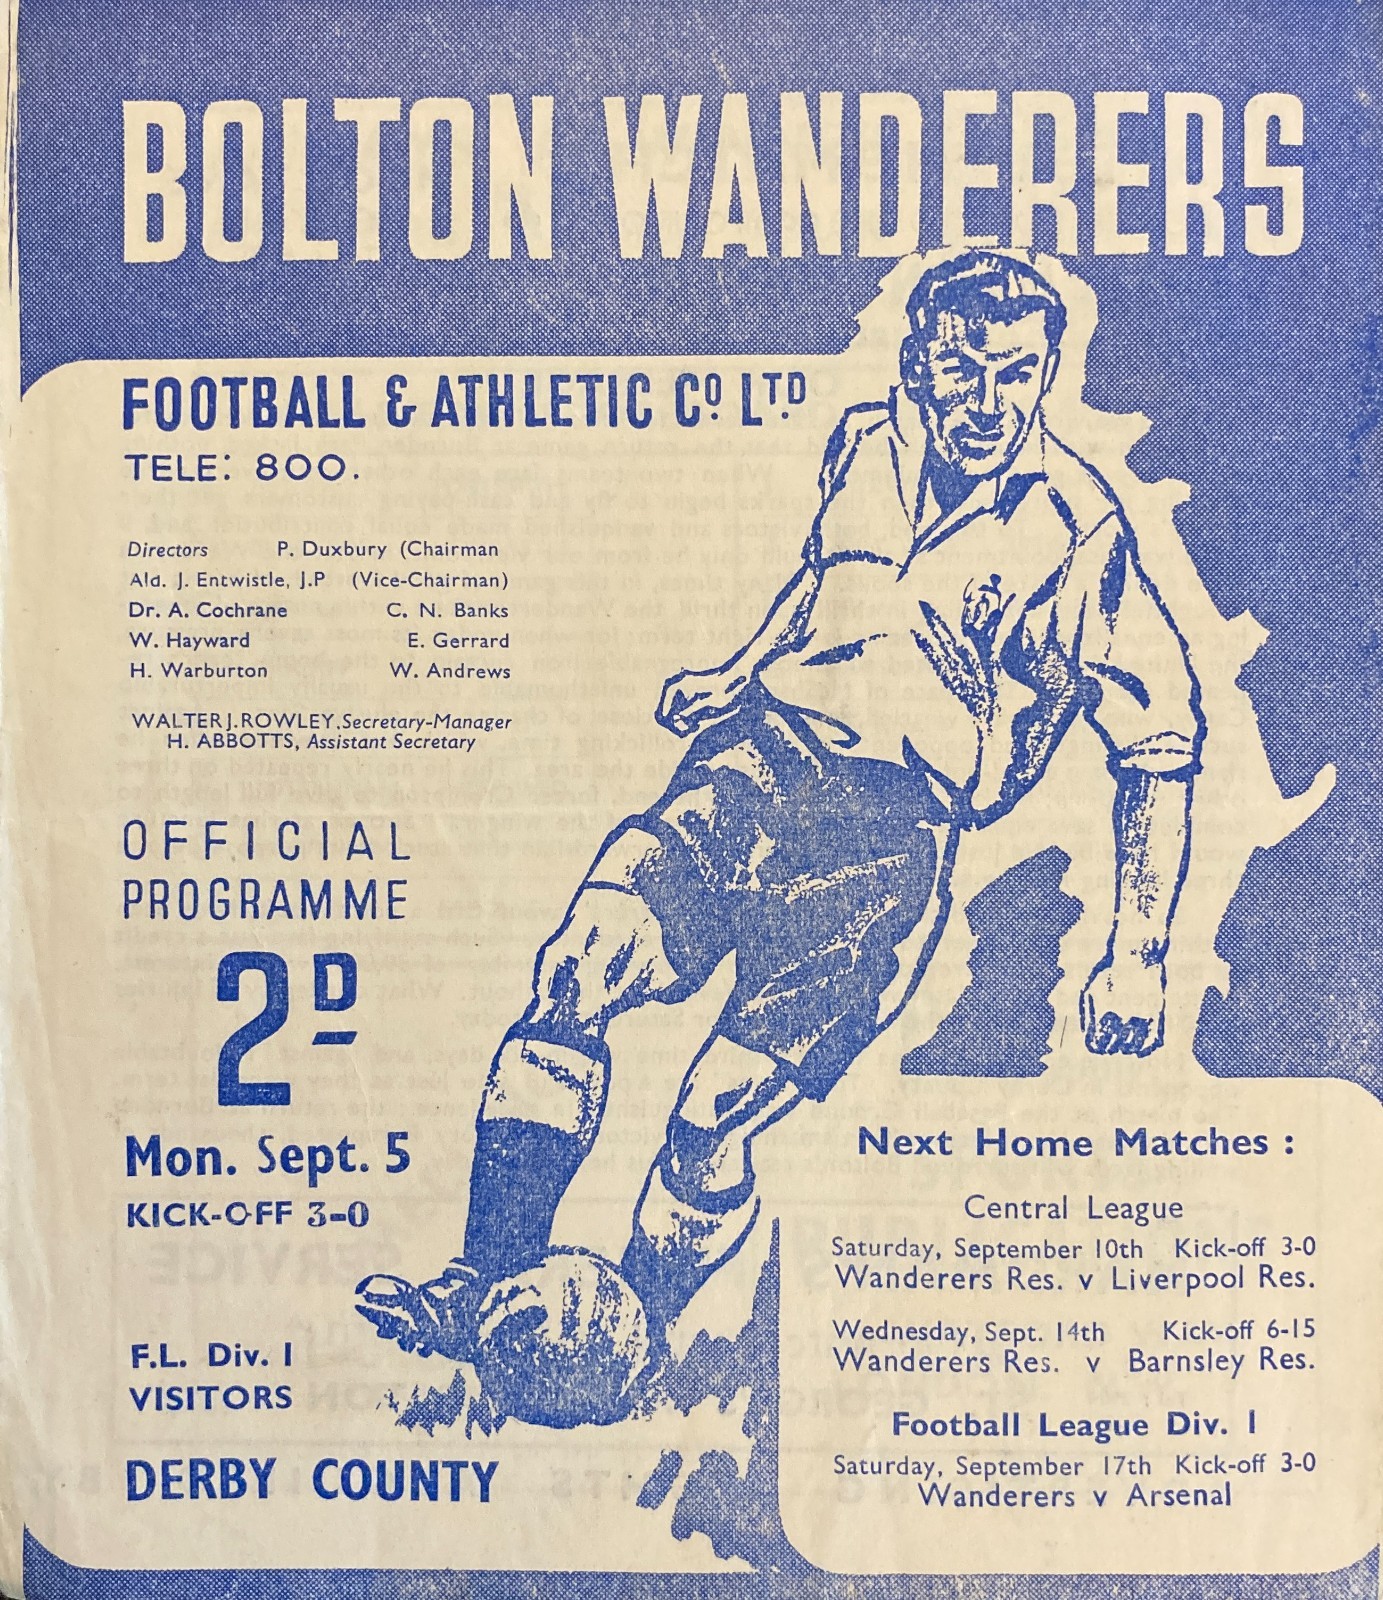 BOLTON WANDERERS
FOOTBALL & ATHLETIC Co. LTD.
TELE: 800.
Directors P. Duxbury (Chairman
Ald. J. Entwistle, J.P (Vice-Chairman)
Dr. A. Cochrane C. N. Banks
W. Hayward E. Gerrard
H. Warburton W. Andrews
WALTER J. ROWLEY, Secretary-Manager
H. ABBOTTS, Assistant Secretary
OFFICIAL
PROGRAMME
2D
Mon. Sept. 5
KICK-OFF 3-0
F.L. Div. I
VISITORS
DERBY COUNTY
Next Home Matches :
Central League
Saturday, September 10th Kick-off 3-0
Wanderers Res. v Liverpool Res.
Wednesday, Sept. 14th Kick-off 6-15
Wanderers Res. v Barnsley Res.
Football League Div. I
Saturday, September 17th Kick-off 3-0
Wanderers v Arsenal